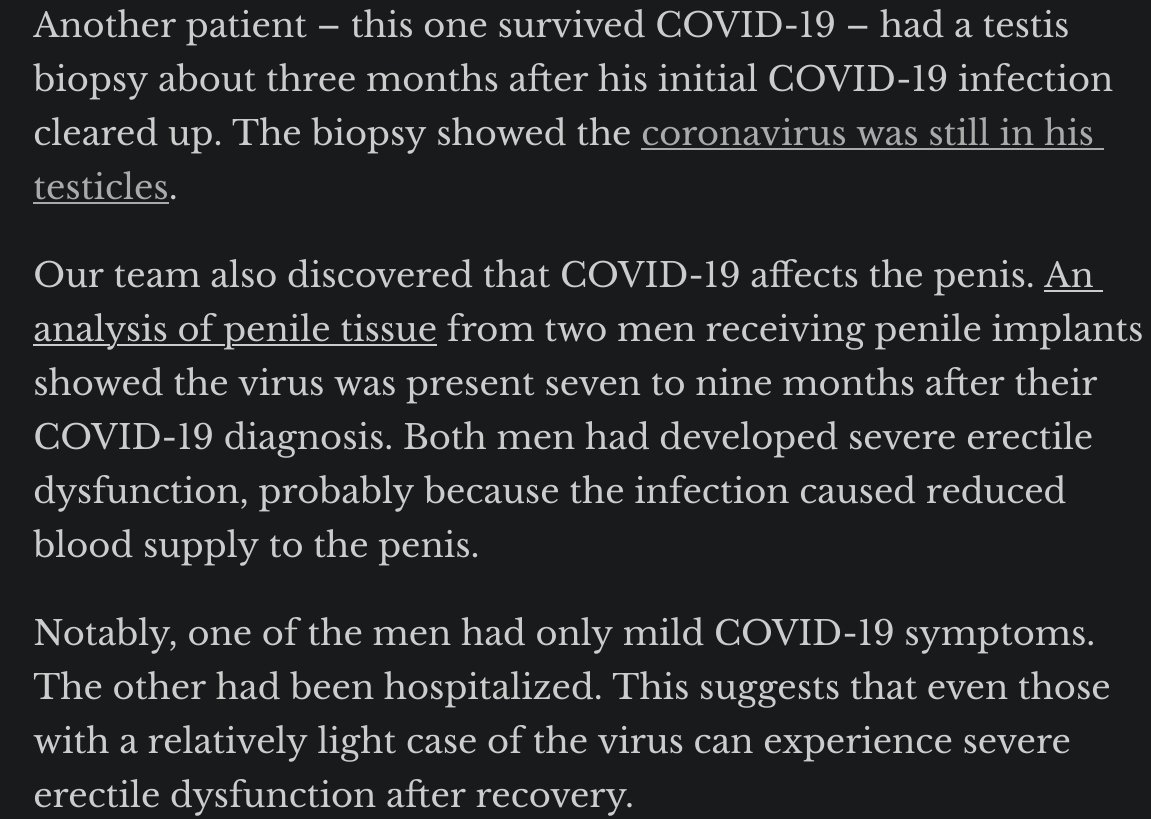 Another patient – this one survived COVID-19 – had a testis
biopsy about three months after his initial COVID-19 infection
cleared up. The biopsy showed the coronavirus was still in his
testicles.
Our team also discovered that COVID-19 affects the penis. An
analysis of penile tissue from two men receiving penile implants
showed the virus was present seven to nine months after their
COVID-19 diagnosis. Both men had developed severe erectile
dysfunction, probably because the infection caused reduced
blood supply to the penis.
Notably, one of the men had only mild COVID-19 symptoms.
The other had been hospitalized. This suggests that even those
with a relatively light case of the virus can experience severe
erectile dysfunction after recovery.